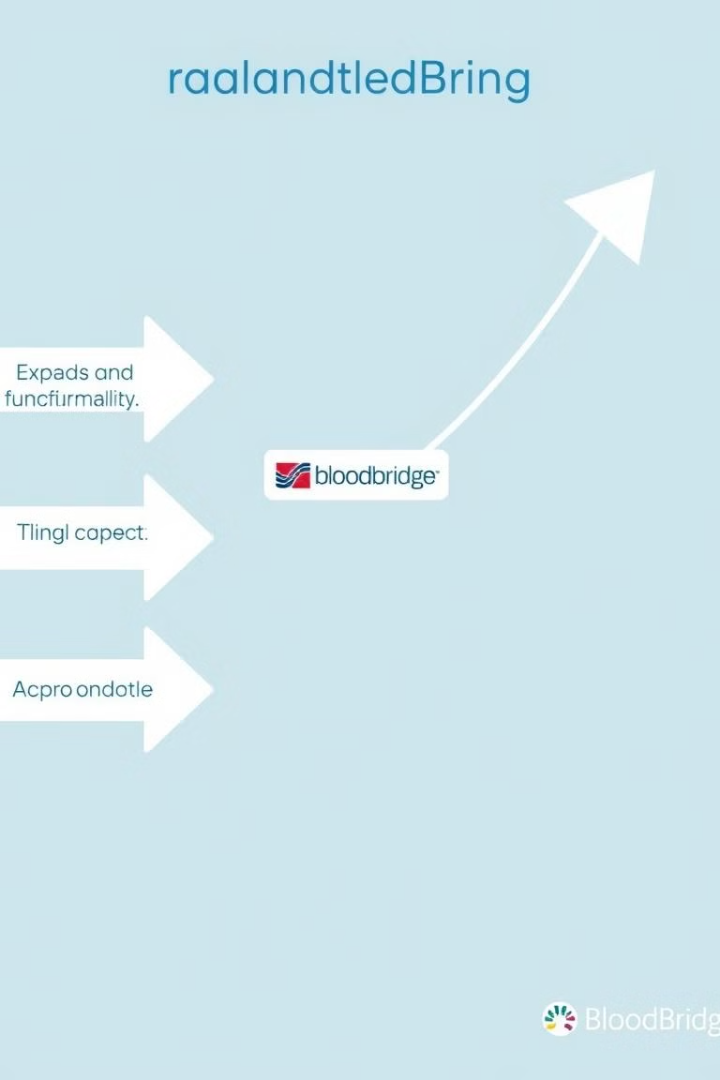 raalandtledBring
Expads and
funcfurmallity.
bloodbridge
Tlingl capect:
Acpro ondotle
BloodBridg